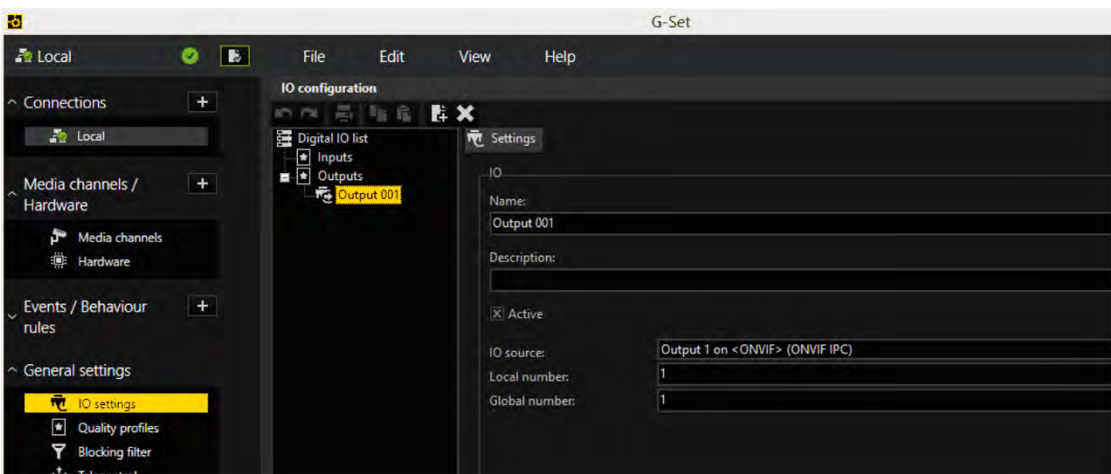 G-Set
Local
File Edit View Help
Connections
Local
Media channels /
Hardware
Media channels
Hardware
Events / Behaviour
rules
General settings
IO settings
Quality profiles
Blocking filter
IO configuration
Digital IO list
Inputs
Outputs
Output 001
Settings
IO
Name:
Output 001
Description:
Active
IO source: Output 1 on <ONVIF> (ONVIF IPC)
Local number: 1
Global number: 1